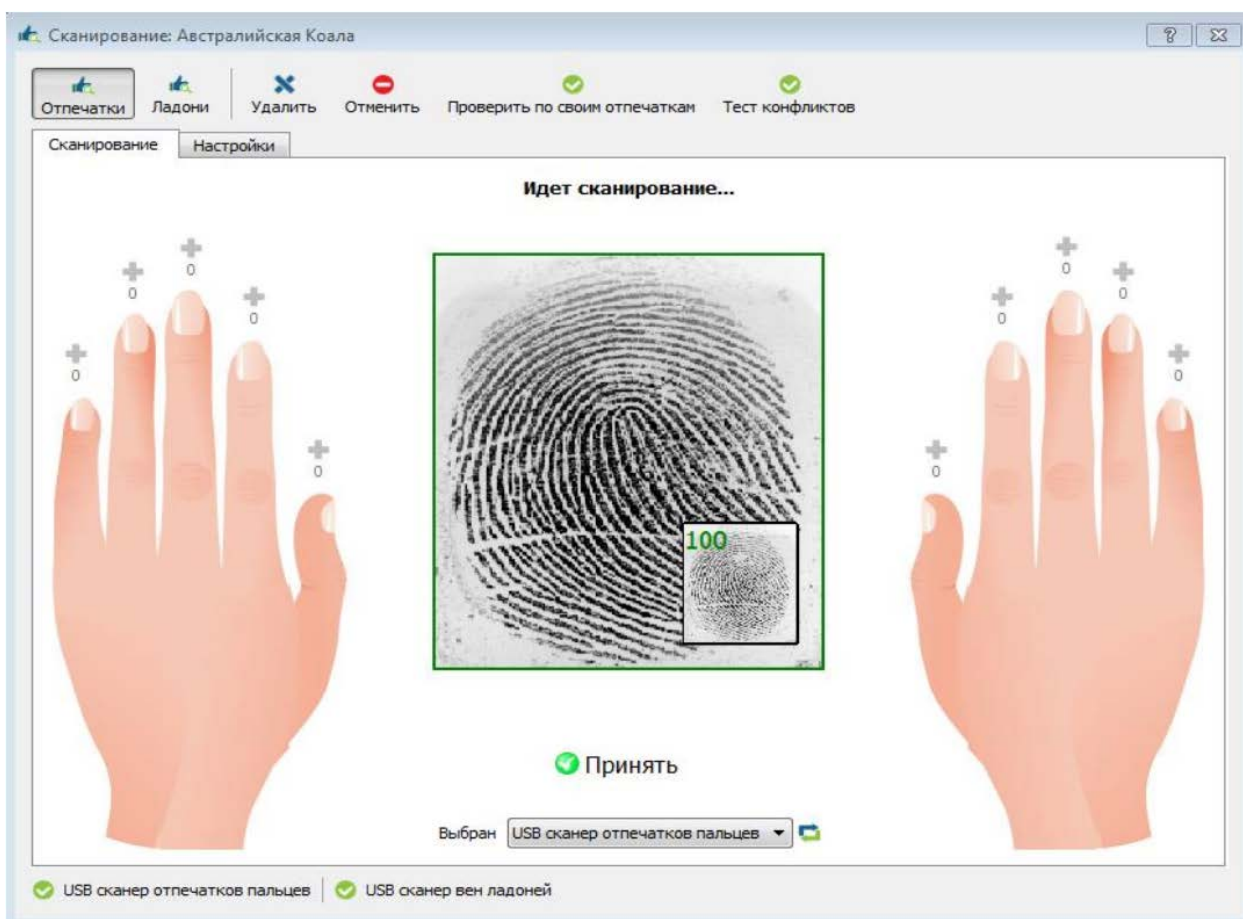 Сканирование: Австралийская Коала
Отпечатки Ладони Удалить Отменить Проверить по своим отпечаткам Тест конфликтов
Сканирование Настройки
Идет сканирование...
0 0 0 0 0
0 0 0 0 0
100
Принять
Выбран USB сканер отпечатков пальцев
USB сканер отпечатков пальцев USB сканер вен ладоней